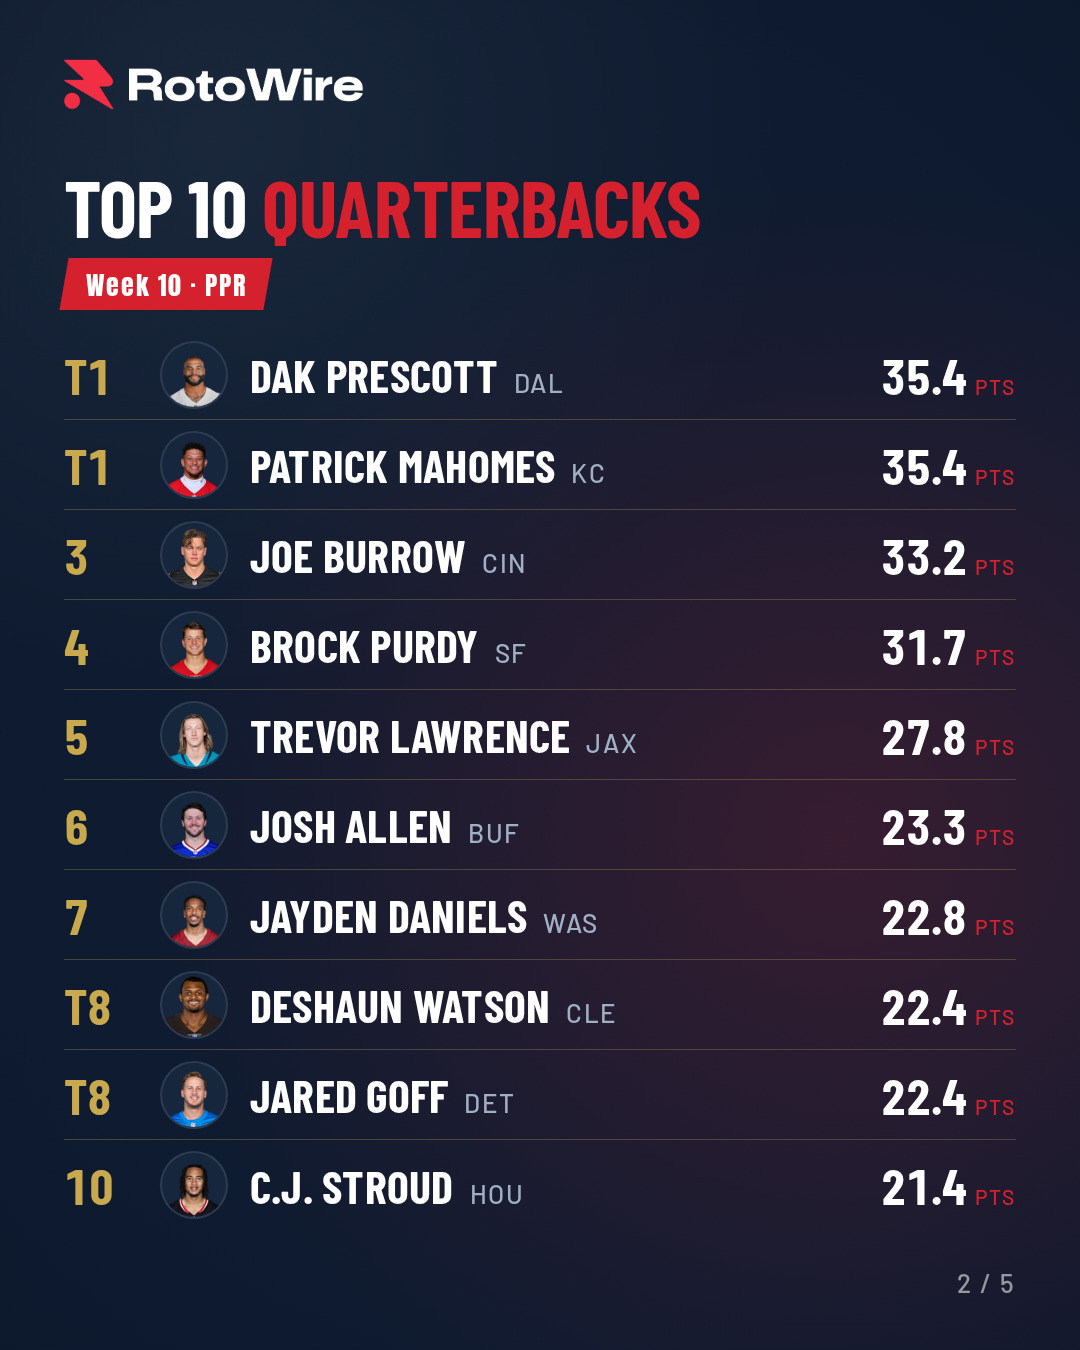 RotoWire
TOP 10 QUARTERBACKS
Week 10 · PPR
T1 DAK PRESCOTT DAL 35.4 PTS
T1 PATRICK MAHOMES KC 35.4 PTS
3 JOE BURROW CIN 33.2 PTS
4 BROCK PURDY SF 31.7 PTS
5 TREVOR LAWRENCE JAX 27.8 PTS
6 JOSH ALLEN BUF 23.3 PTS
7 JAYDEN DANIELS WAS 22.8 PTS
T8 DESHAUN WATSON CLE 22.4 PTS
T8 JARED GOFF DET 22.4 PTS
10 C.J. STROUD HOU 21.4 PTS
2 / 5